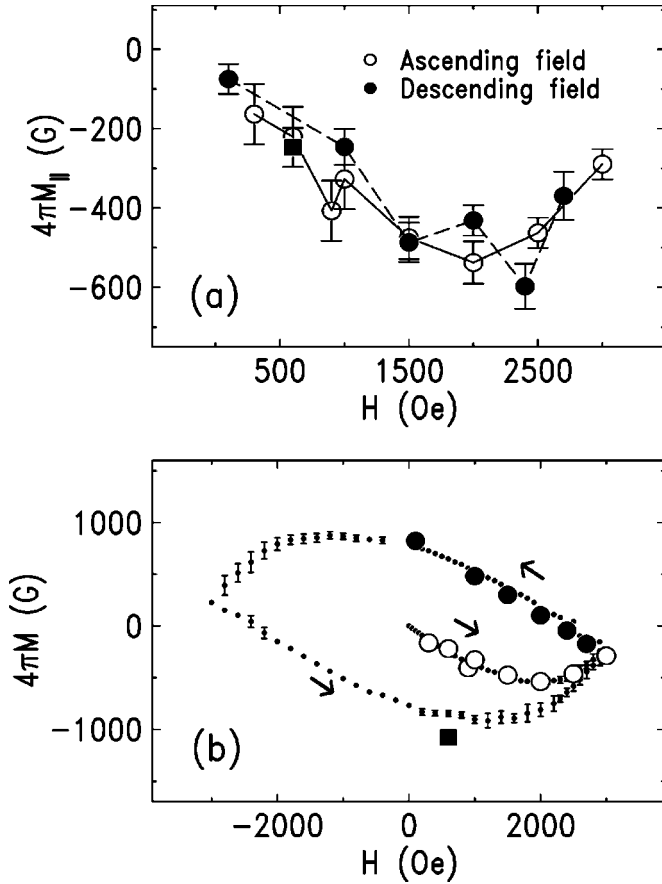 0
−200
−400
−600
4πM∥ (G)
Ascending field
Descending field
(a)
500
1500
2500
H (Oe)
1000
0
−1000
4πM (G)
(b)
−2000
0
2000
H (Oe)